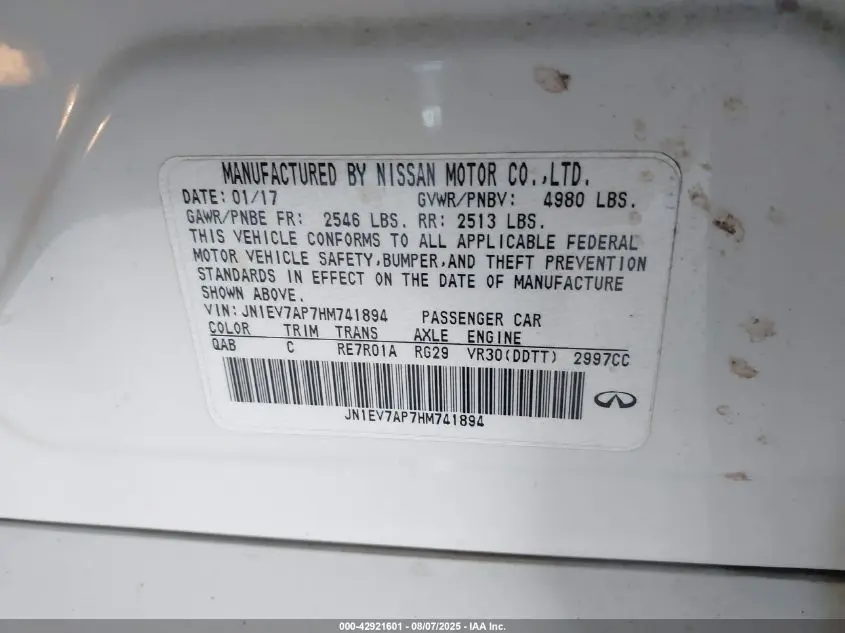 MANUFACTURED BY NISSAN MOTOR CO.,LTD.
DATE: 01/17 GVWR/PNBV: 4980 LBS.
GAWR/PNBE FR: 2546 LBS. RR: 2513 LBS.
THIS VEHICLE CONFORMS TO ALL APPLICABLE FEDERAL
MOTOR VEHICLE SAFETY,BUMPER,AND THEFT PREVENTION
STANDARDS IN EFFECT ON THE DATE OF MANUFACTURE
SHOWN ABOVE.
VIN: JN1EV7AP7HM741894 PASSENGER CAR
COLOR TRIM TRANS AXLE ENGINE
QAB C RE7R01A RG29 VR30(DDTT) 2997CC
JN1EV7AP7HM741894
000-42921601 - 08/07/2025 - IAA Inc.